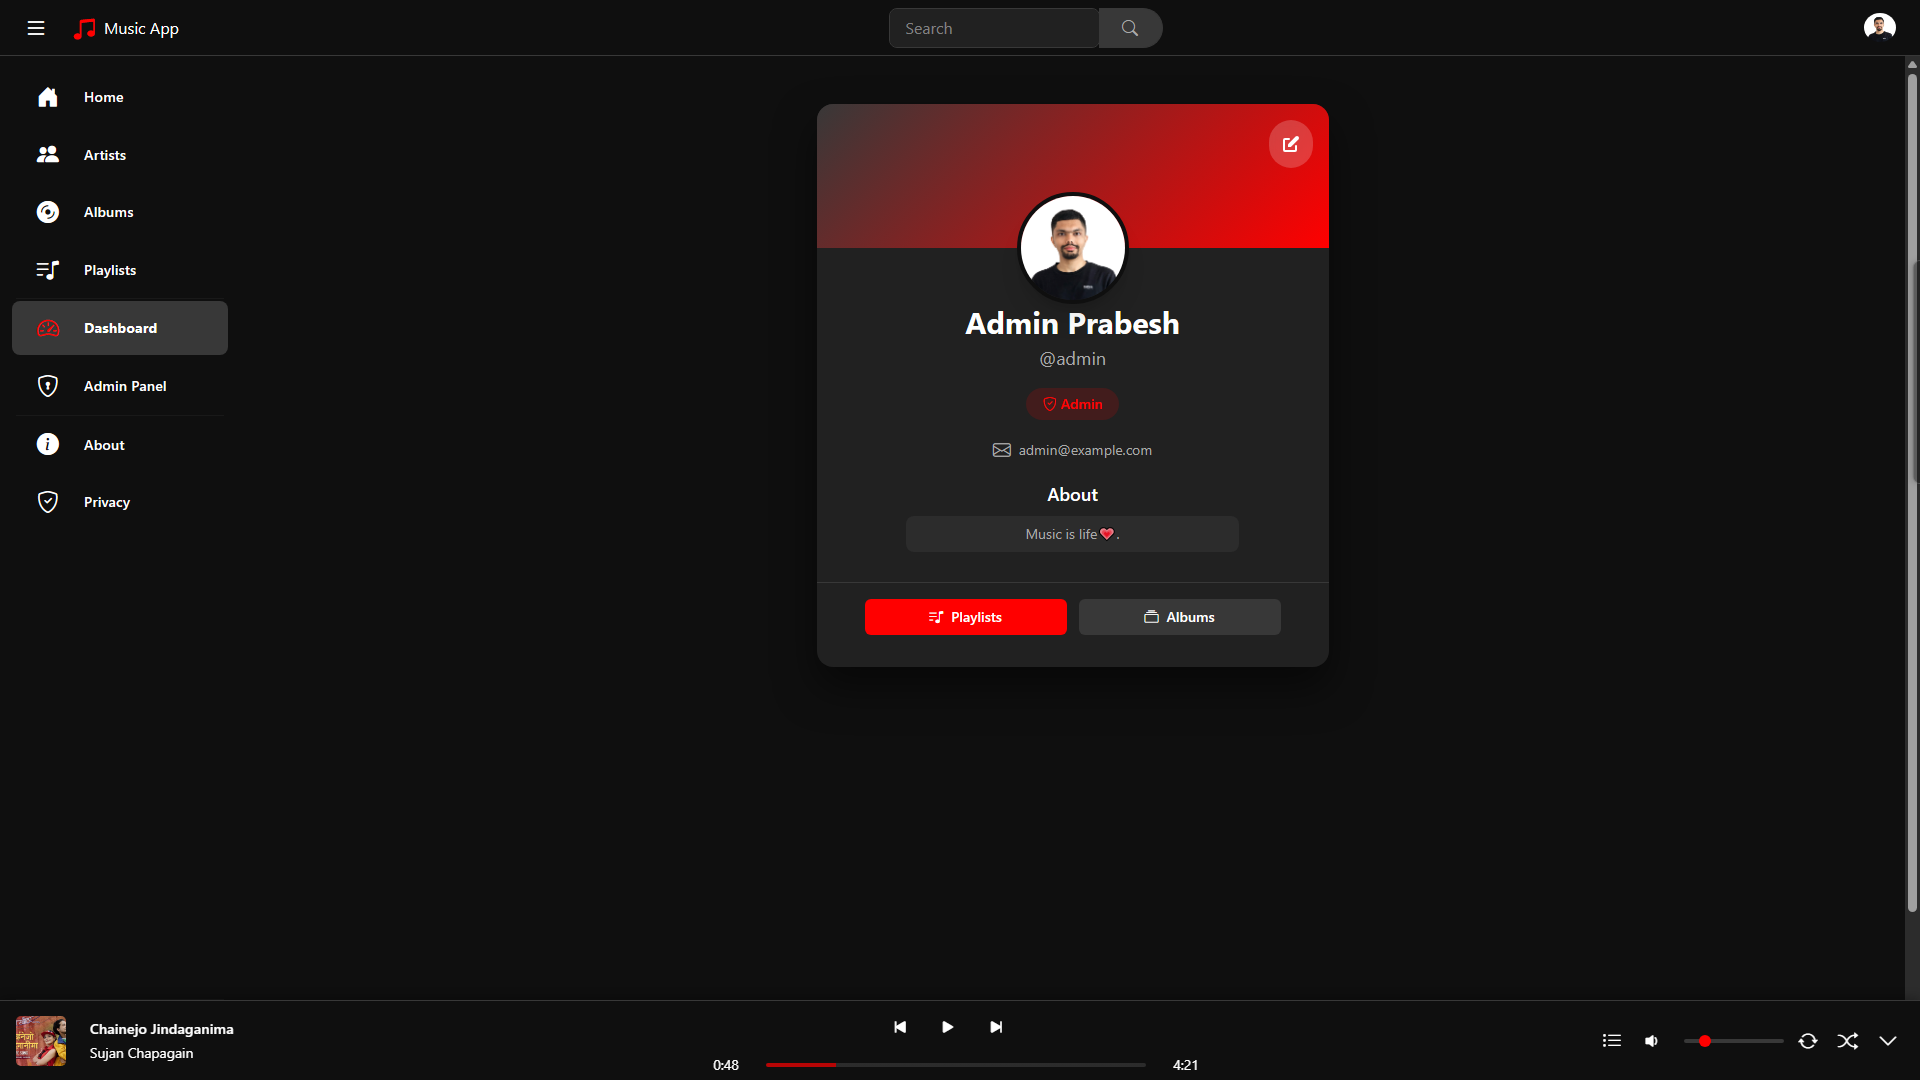 Music App
Search
Home
Artists
Albums
Playlists
Dashboard
Admin Panel
About
Privacy
Admin Prabesh
@admin
Admin
admin@example.com
About
Music is life❤️.
Playlists
Albums
Chainejo Jindaganima
Sujan Chapagain
0:48
4:21